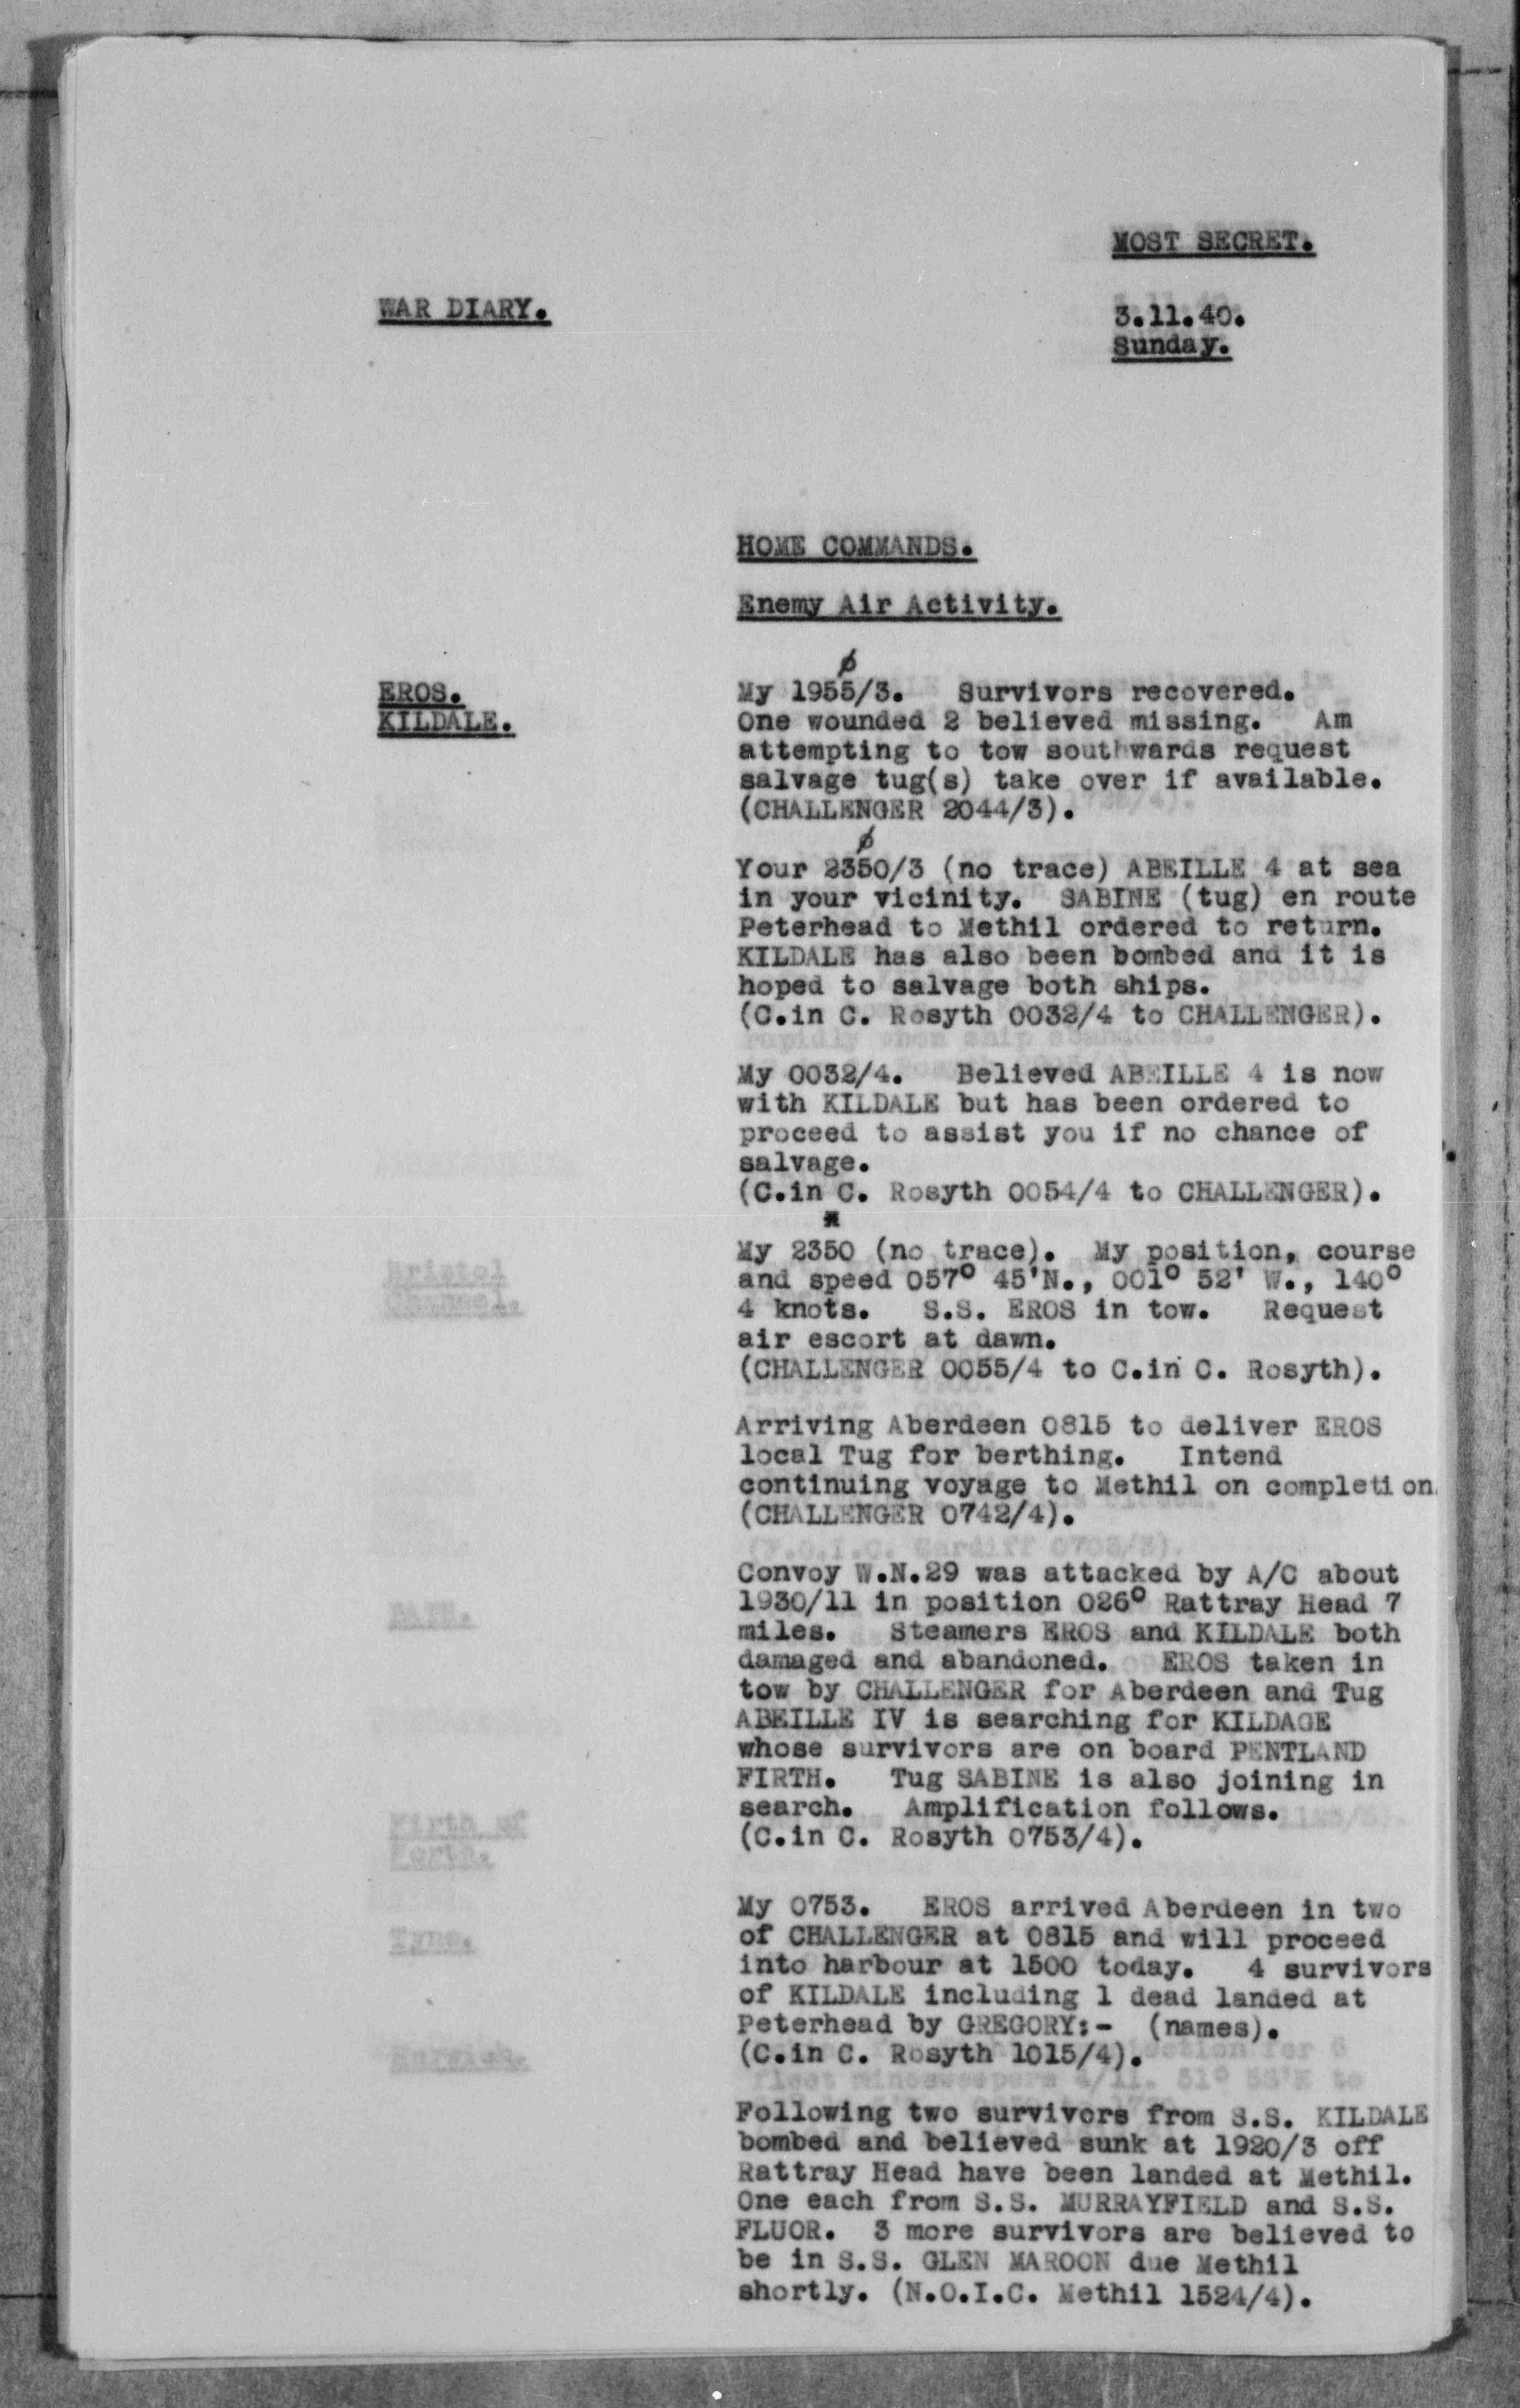 MOST SECRET.
WAR DIARY.
3.11.40.
Sunday.
HOME COMMANDS.
Enemy Air Activity.
EROS.
KILDALE.
ø
My 1955/3. Survivors recovered.
One wounded 2 believed missing. Am
attempting to tow southwards request
salvage tug(s) take over if available.
(CHALLENGER 2044/3).
ø
Your 2350/3 (no trace) ABEILLE 4 at sea
in your vicinity. SABINE (tug) en route
Peterhead to Methil ordered to return.
KILDALE has also been bombed and it is
hoped to salvage both ships.
(C.in C. Rosyth 0032/4 to CHALLENGER).
My 0032/4. Believed ABEILLE 4 is now
with KILDALE but has been ordered to
proceed to assist you if no chance of
salvage.
(C.in C. Rosyth 0054/4 to CHALLENGER).
My 2350 (no trace). My position, course
and speed 057° 45'N., 001° 52' W., 140°
4 knots. S.S. EROS in tow. Request
air escort at dawn.
(CHALLENGER 0055/4 to C.in C. Rosyth).
Arriving Aberdeen 0815 to deliver EROS
local Tug for berthing. Intend
continuing voyage to Methil on completion.
(CHALLENGER 0742/4).
Convoy W.N.29 was attacked by A/C about
1930/11 in position 026° Rattray Head 7
miles. Steamers EROS and KILDALE both
damaged and abandoned. EROS taken in
tow by CHALLENGER for Aberdeen and Tug
ABEILLE IV is searching for KILDAGE
whose survivors are on board PENTLAND
FIRTH. Tug SABINE is also joining in
search. Amplification follows.
(C.in C. Rosyth 0753/4).
My 0753. EROS arrived Aberdeen in two
of CHALLENGER at 0815 and will proceed
into harbour at 1500 today. 4 survivors
of KILDALE including 1 dead landed at
Peterhead by GREGORY:- (names).
(C.in C. Rosyth 1015/4).
Following two survivors from S.S. KILDALE
bombed and believed sunk at 1920/3 off
Rattray Head have been landed at Methil.
One each from S.S. MURRAYFIELD and S.S.
FLUOR. 3 more survivors are believed to
be in S.S. GLEN MAROON due Methil
shortly. (N.O.I.C. Methil 1524/4).